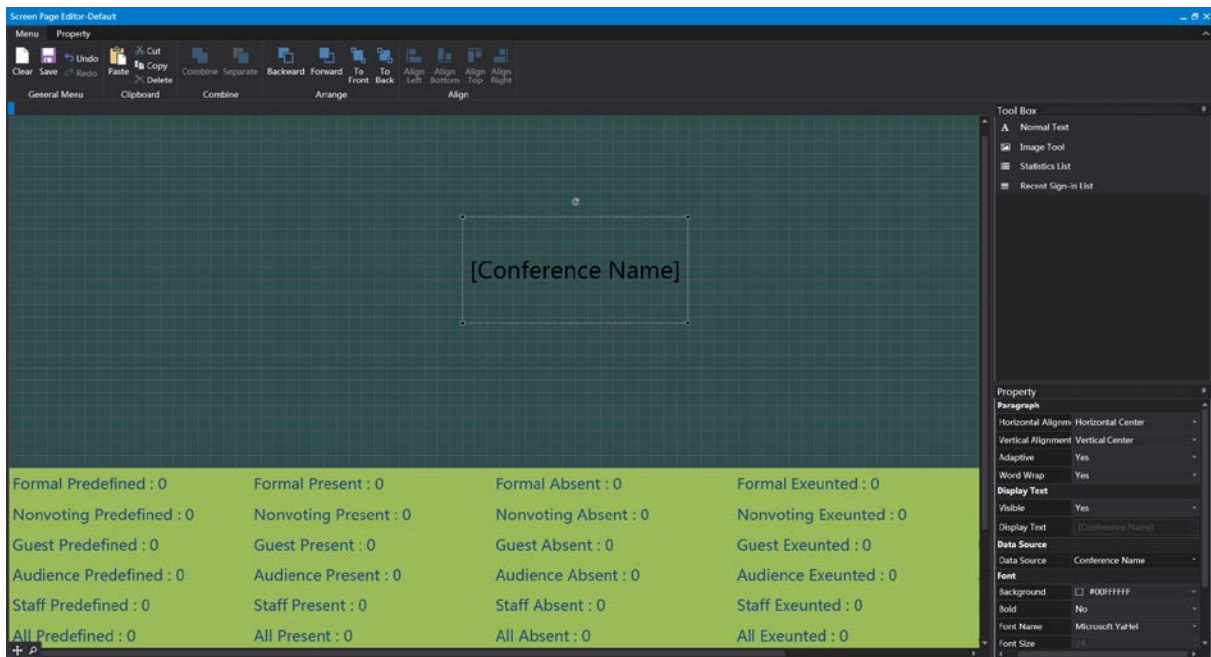 Screen Page Editor-Default
Menu Property
Clear Save Undo Redo Paste Cut Copy Delete Combine Separate Backward Forward To Front To Back Align Left Align Bottom Align Top Align Right
General Menu Clipboard Combine Arrange Align
Tool Box
A Normal Text
Image Tool
Statistics List
Recent Sign-in List
[Conference Name]
Formal Predefined : 0 Formal Present : 0 Formal Absent : 0 Formal Exeunted : 0
Nonvoting Predefined : 0 Nonvoting Present : 0 Nonvoting Absent : 0 Nonvoting Exeunted : 0
Guest Predefined : 0 Guest Present : 0 Guest Absent : 0 Guest Exeunted : 0
Audience Predefined : 0 Audience Present : 0 Audience Absent : 0 Audience Exeunted : 0
Staff Predefined : 0 Staff Present : 0 Staff Absent : 0 Staff Exeunted : 0
All Predefined : 0 All Present : 0 All Absent : 0 All Exeunted : 0
Property
Paragraph
Horizontal Alignm Horizontal Center
Vertical Alignment Vertical Center
Adaptive Yes
Word Wrap Yes
Display Text
Visible Yes
Display Text [Conference Name]
Data Source
Data Source Conference Name
Font
Background #00FFFFFF
Bold No
Font Name Microsoft YaHei
Font Size